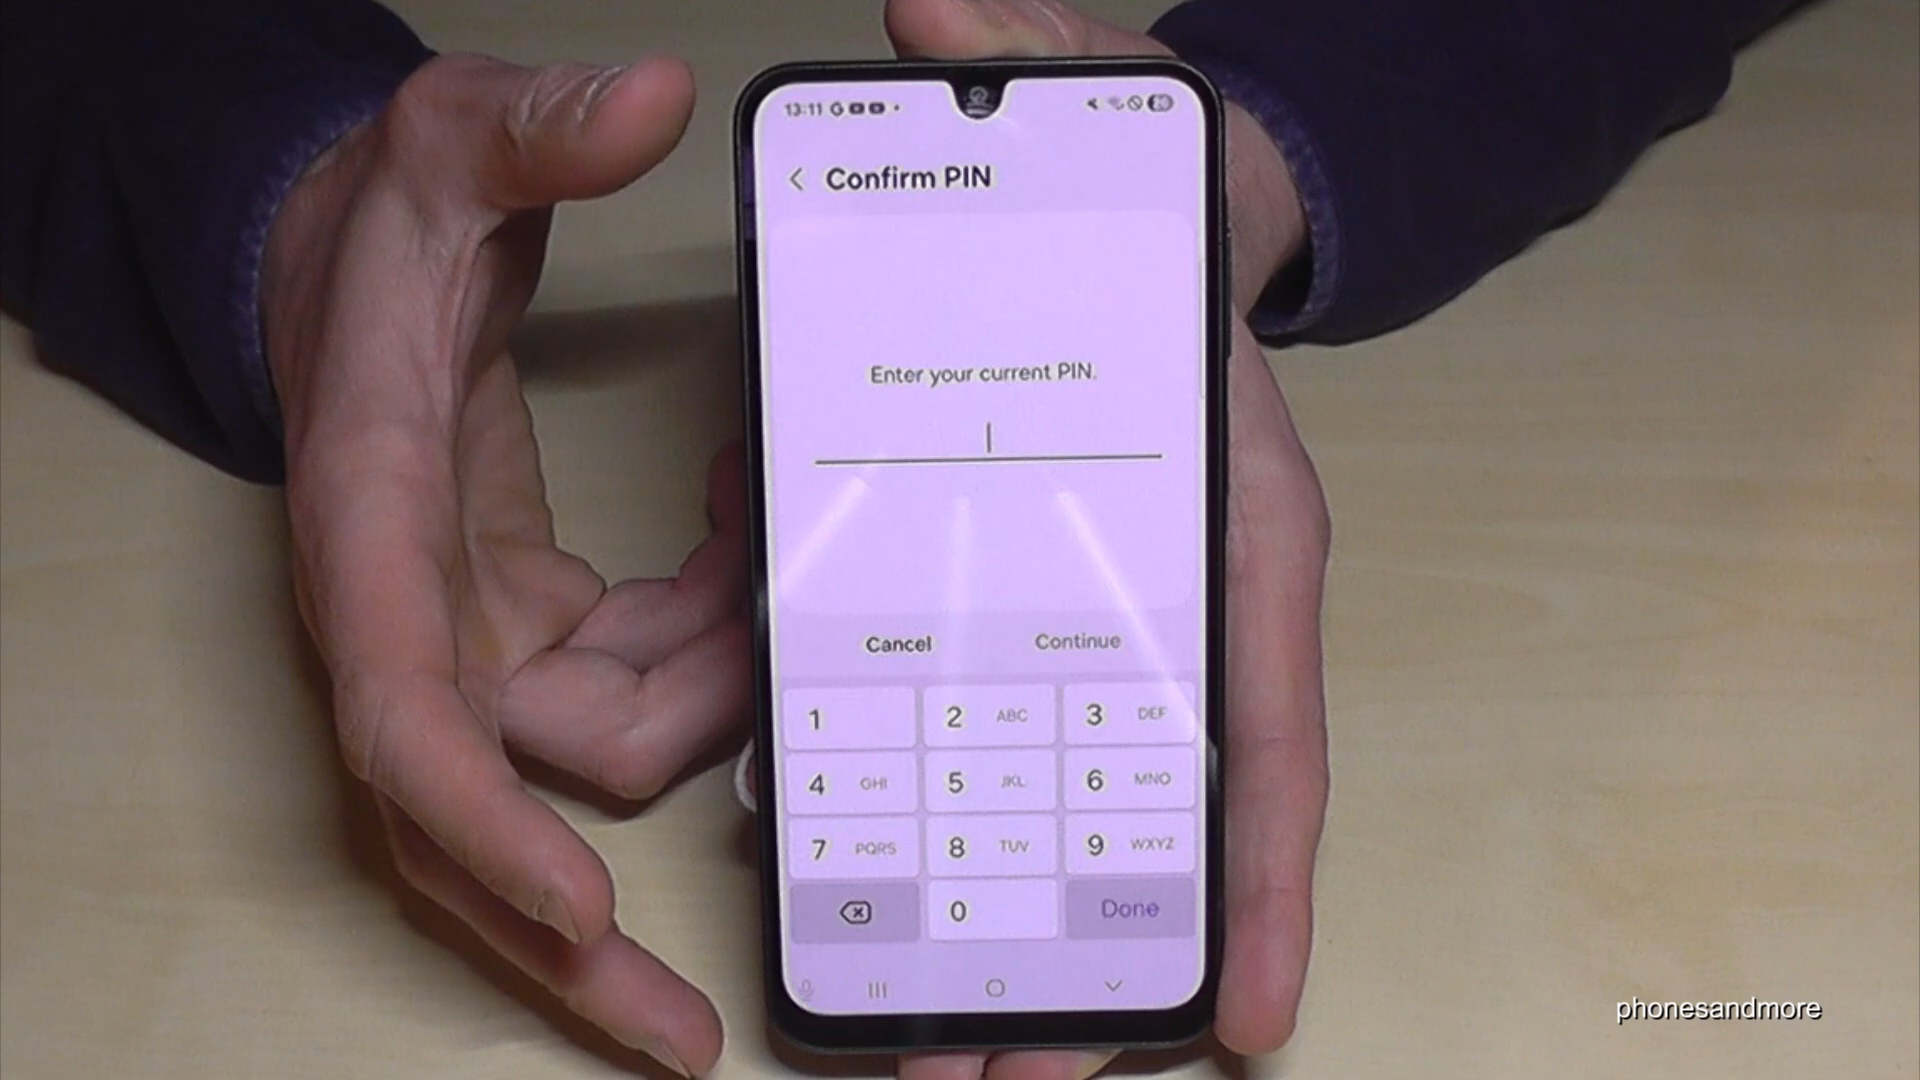 13:11
Confirm PIN
Enter your current PIN.
Cancel Continue
1 2 ABC 3 DEF
4 GHI 5 JKL 6 MNO
7 PQRS 8 TUV 9 WXYZ
0 Done
phonesandmore